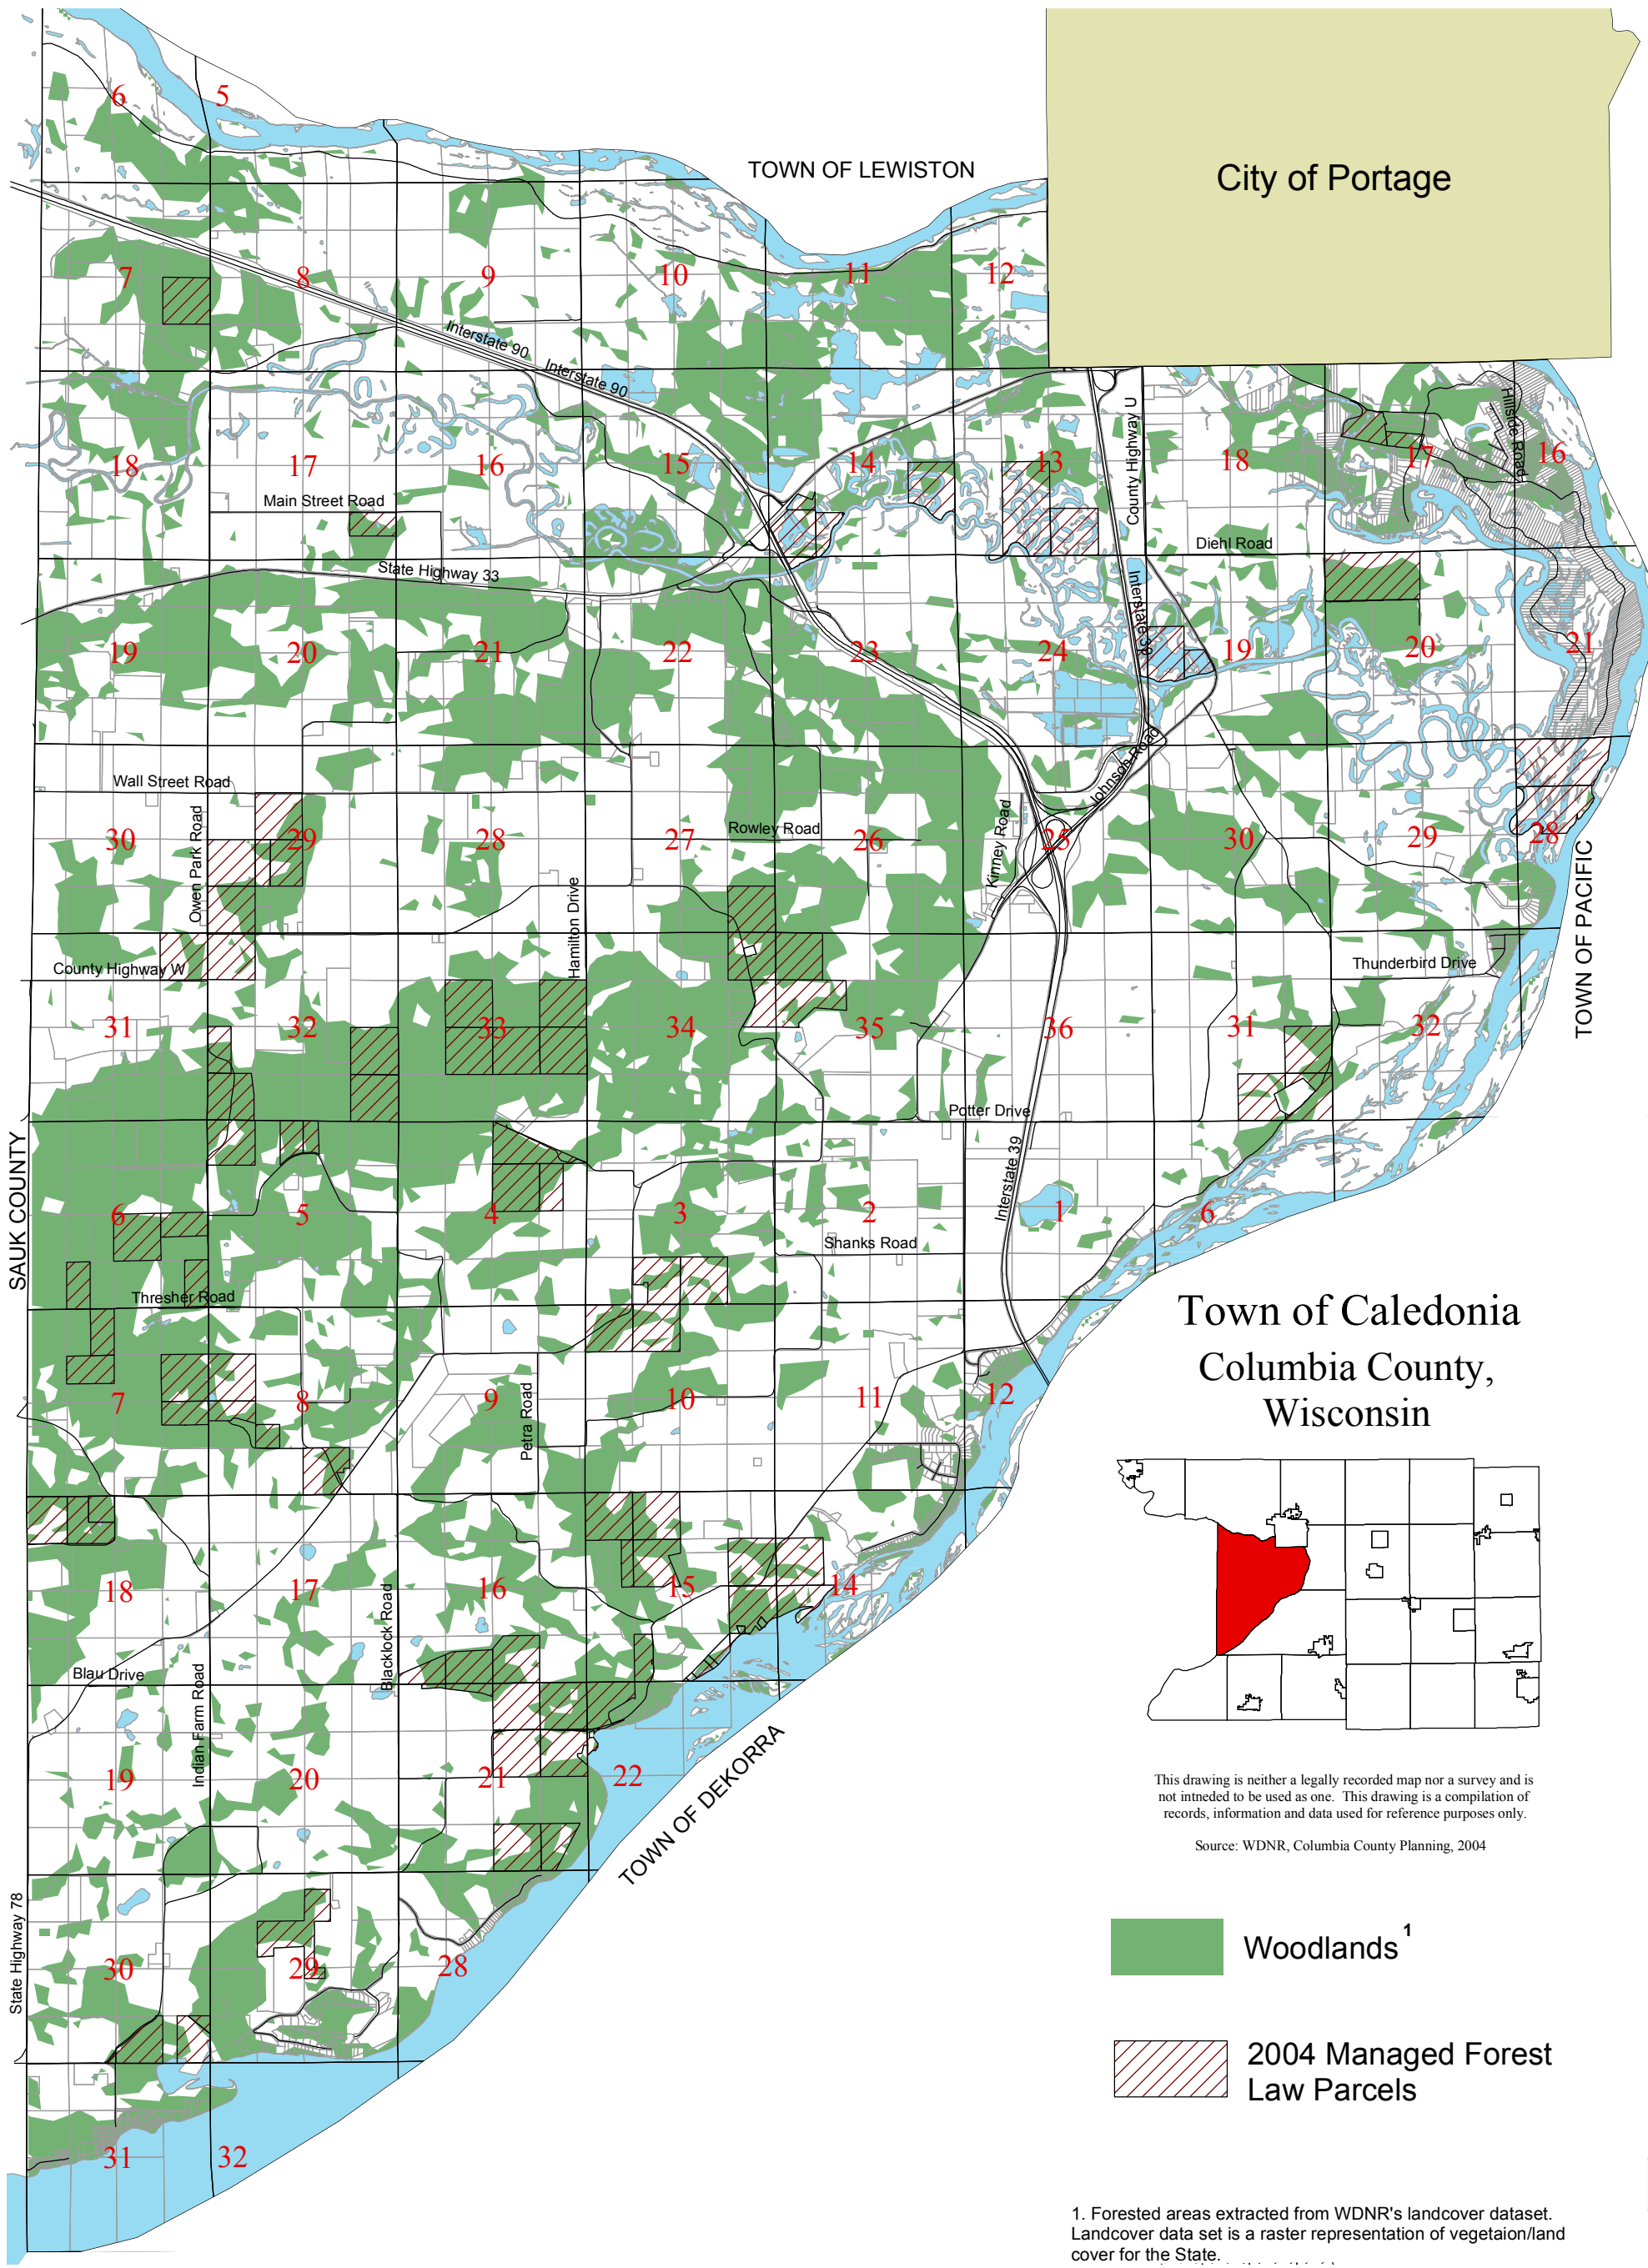 6
5
TOWN OF LEWISTON
City of Portage
7
8
9
10
11
12
Interstate 90
Interstate 90
County Highway U
Hillside Road
18
17
16
15
14
13
18
17
16
Main Street Road
Diehl Road
State Highway 33
Interstate 39
19
20
21
22
23
24
19
20
21
Johnson Road
Wall Street Road
Owen Park Road
Rowley Road
Kinney Road
30
29
28
27
26
25
30
29
28
Hamilton Drive
TOWN OF PACIFIC
County Highway W
Thunderbird Drive
31
32
33
34
35
36
31
32
Potter Drive
SAUK COUNTY
Interstate 39
6
5
4
3
2
1
6
Shanks Road
Thresher Road
Town of Caledonia
Columbia County,
Wisconsin
7
8
9
10
11
12
Petra Road
18
17
16
15
14
Blacklock Road
Blau Drive
Indian Farm Road
19
20
21
22
TOWN OF DEKORRA
This drawing is neither a legally recorded map nor a survey and is
not intneded to be used as one. This drawing is a compilation of
records, information and data used for reference purposes only.
Source: WDNR, Columbia County Planning, 2004
State Highway 78
30
29
28
Woodlands 1
2004 Managed Forest
Law Parcels
31
32
1. Forested areas extracted from WDNR's landcover dataset.
Landcover data set is a raster representation of vegetaion/land
cover for the State.